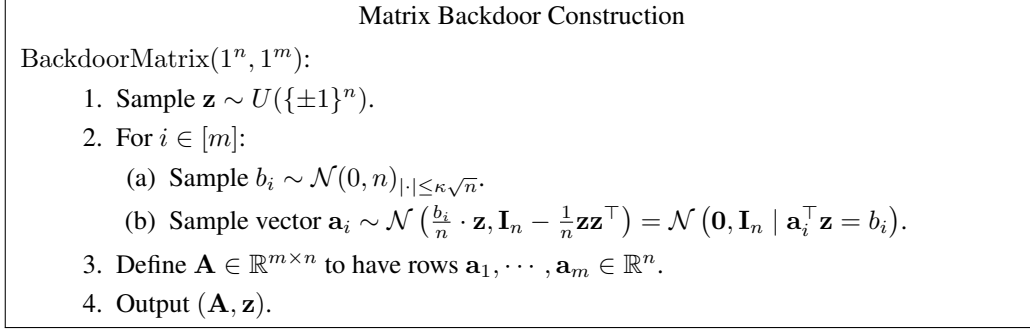 Matrix Backdoor Construction
BackdoorMatrix(1^n, 1^m):
1. Sample z ∼ U({±1}^n).
2. For i ∈ [m]:
(a) Sample b_i ∼ 𝒩(0, n)_{|·|≤κ√n}.
(b) Sample vector a_i ∼ 𝒩(b_i/n · z, I_n − 1/n zz^⊤) = 𝒩(0, I_n | a_i^⊤ z = b_i).
3. Define A ∈ ℝ^{m×n} to have rows a_1, ⋯ , a_m ∈ ℝ^n.
4. Output (A, z).